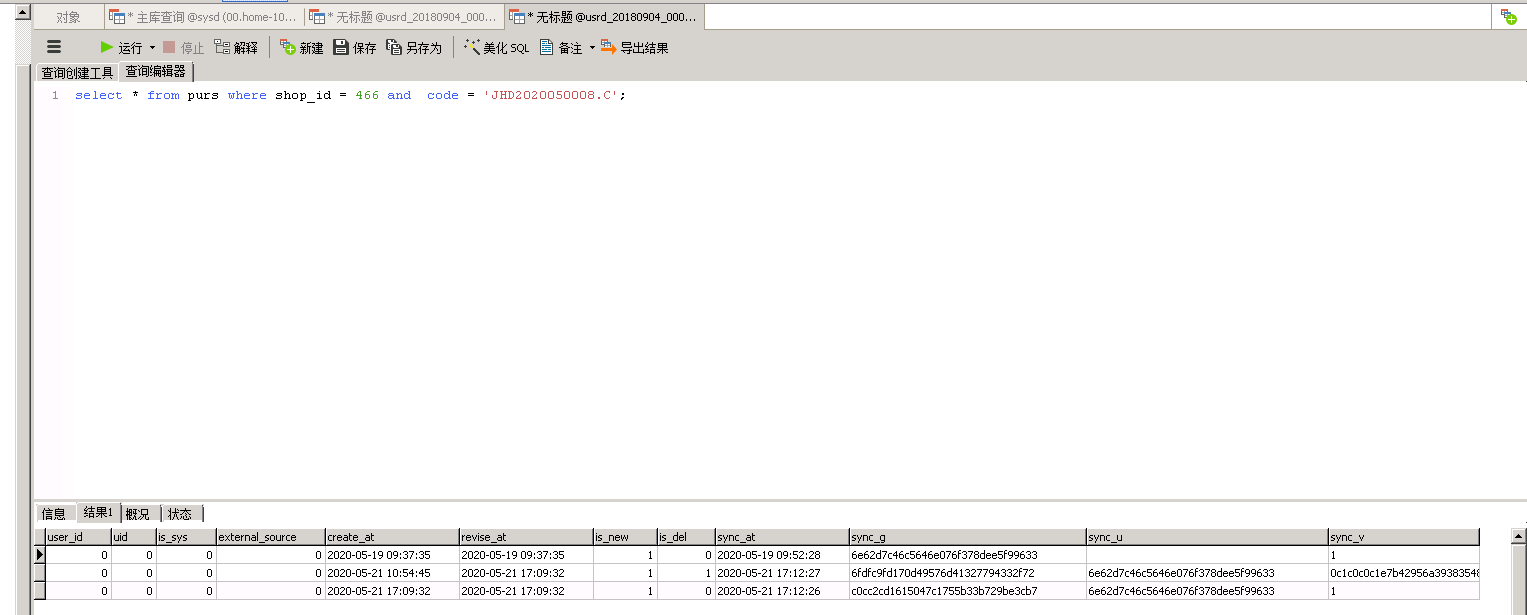 对象 * 主库查询 @sysd (00.home-10... * 无标题 @usrd_20180904_000... * 无标题 @usrd_20180904_000...
运行 停止 解释 新建 保存 另存为 美化 SQL 备注 导出结果
查询创建工具 查询编辑器
1 select * from purs where shop_id = 466 and code = 'JHD2020050008.C';
信息 结果1 概况 状态
user_id uid is_sys external_source create_at revise_at is_new is_del sync_at sync_g sync_u sync_v
0 0 0 0 2020-05-19 09:37:35 2020-05-19 09:37:35 1 0 2020-05-19 09:52:28 6e62d7c46c5646e076f378dee5f99633 1
0 0 0 0 2020-05-21 10:54:45 2020-05-21 17:09:32 1 1 2020-05-21 17:12:27 6fdfc9fd170d49576d41327794332f72 6e62d7c46c5646e076f378dee5f99633 0c1c0c0c1e7b42956a39383548
0 0 0 0 2020-05-21 17:09:32 2020-05-21 17:09:32 1 0 2020-05-21 17:12:26 c0cc2cd1615047c1755b33b729be3cb7 6e62d7c46c5646e076f378dee5f99633 1